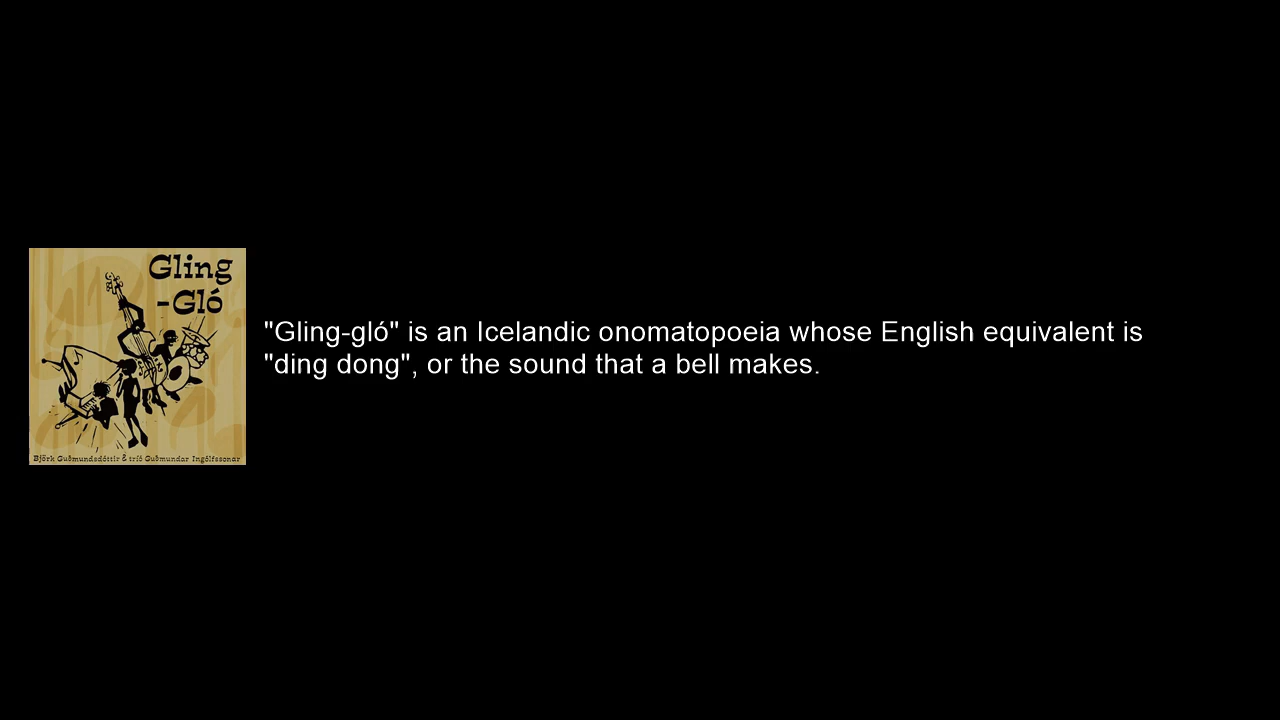 Gling
-Gló
"Gling-gló" is an Icelandic onomatopoeia whose English equivalent is
"ding dong", or the sound that a bell makes.
Björk Guðmundsdóttir & tríó Guðmundar Ingólfssonar